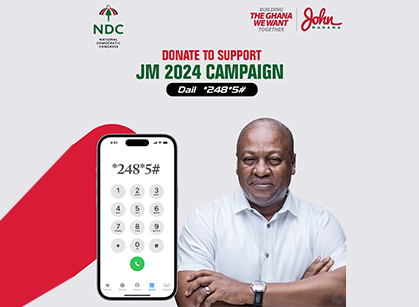 NDC
NATIONAL
DEMOCRATIC
CONGRESS
BUILDING
THE GHANA
WE WANT
TOGETHER
John
MAHAMA
DONATE TO SUPPORT
JM 2024 CAMPAIGN
Dail *248*5#
*248*5#
1
2
3
4
5
6
7
8
9
*
0
#